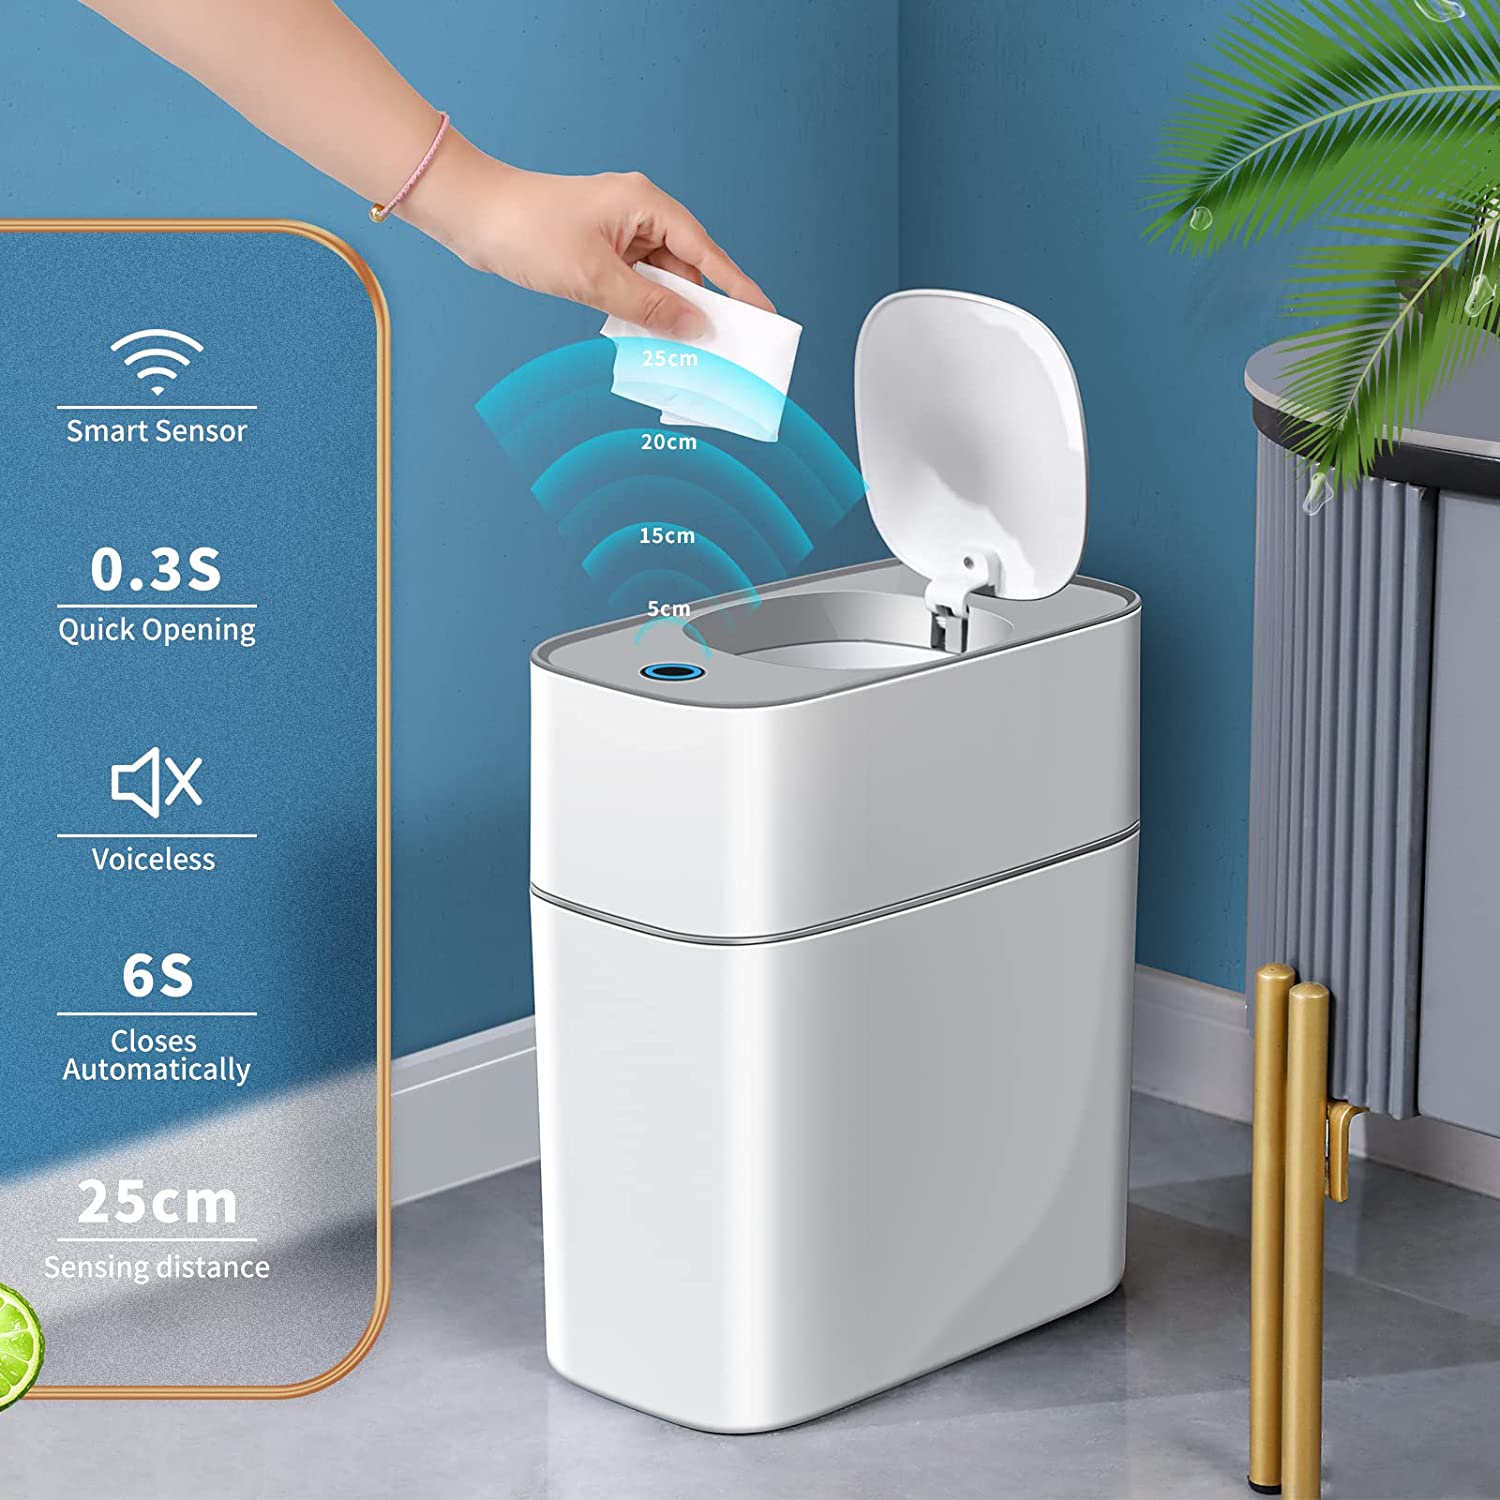 Smart Sensor
0.3S
Quick Opening
Voiceless
6S
Closes
Automatically
25cm
Sensing distance
25cm
20cm
15cm
5cm